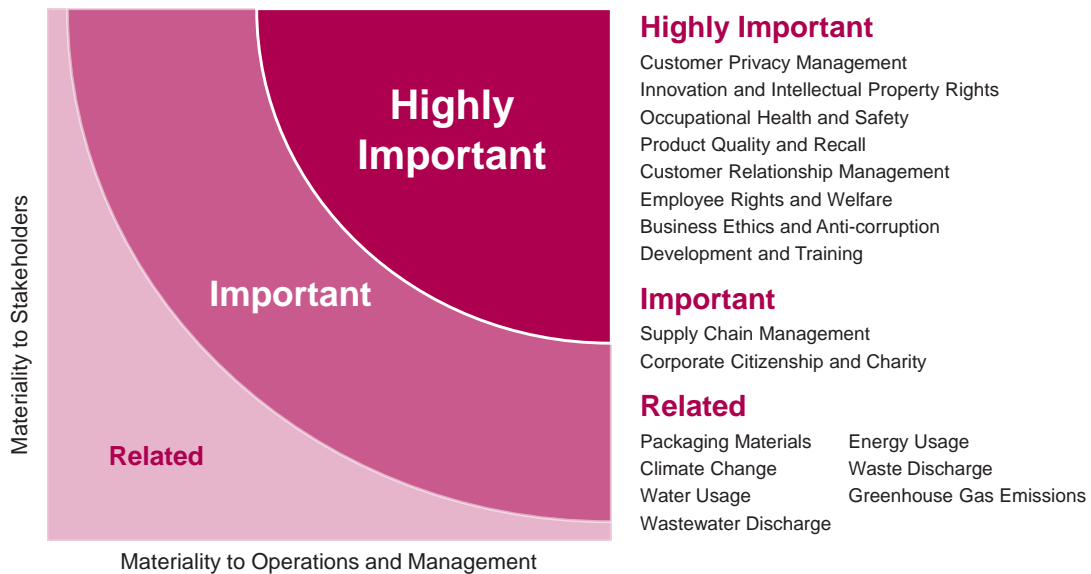 Materiality to Stakeholders
Highly
Important
Important
Related
Materiality to Operations and Management
Highly Important
Customer Privacy Management
Innovation and Intellectual Property Rights
Occupational Health and Safety
Product Quality and Recall
Customer Relationship Management
Employee Rights and Welfare
Business Ethics and Anti-corruption
Development and Training
Important
Supply Chain Management
Corporate Citizenship and Charity
Related
Packaging Materials
Climate Change
Water Usage
Wastewater Discharge
Energy Usage
Waste Discharge
Greenhouse Gas Emissions